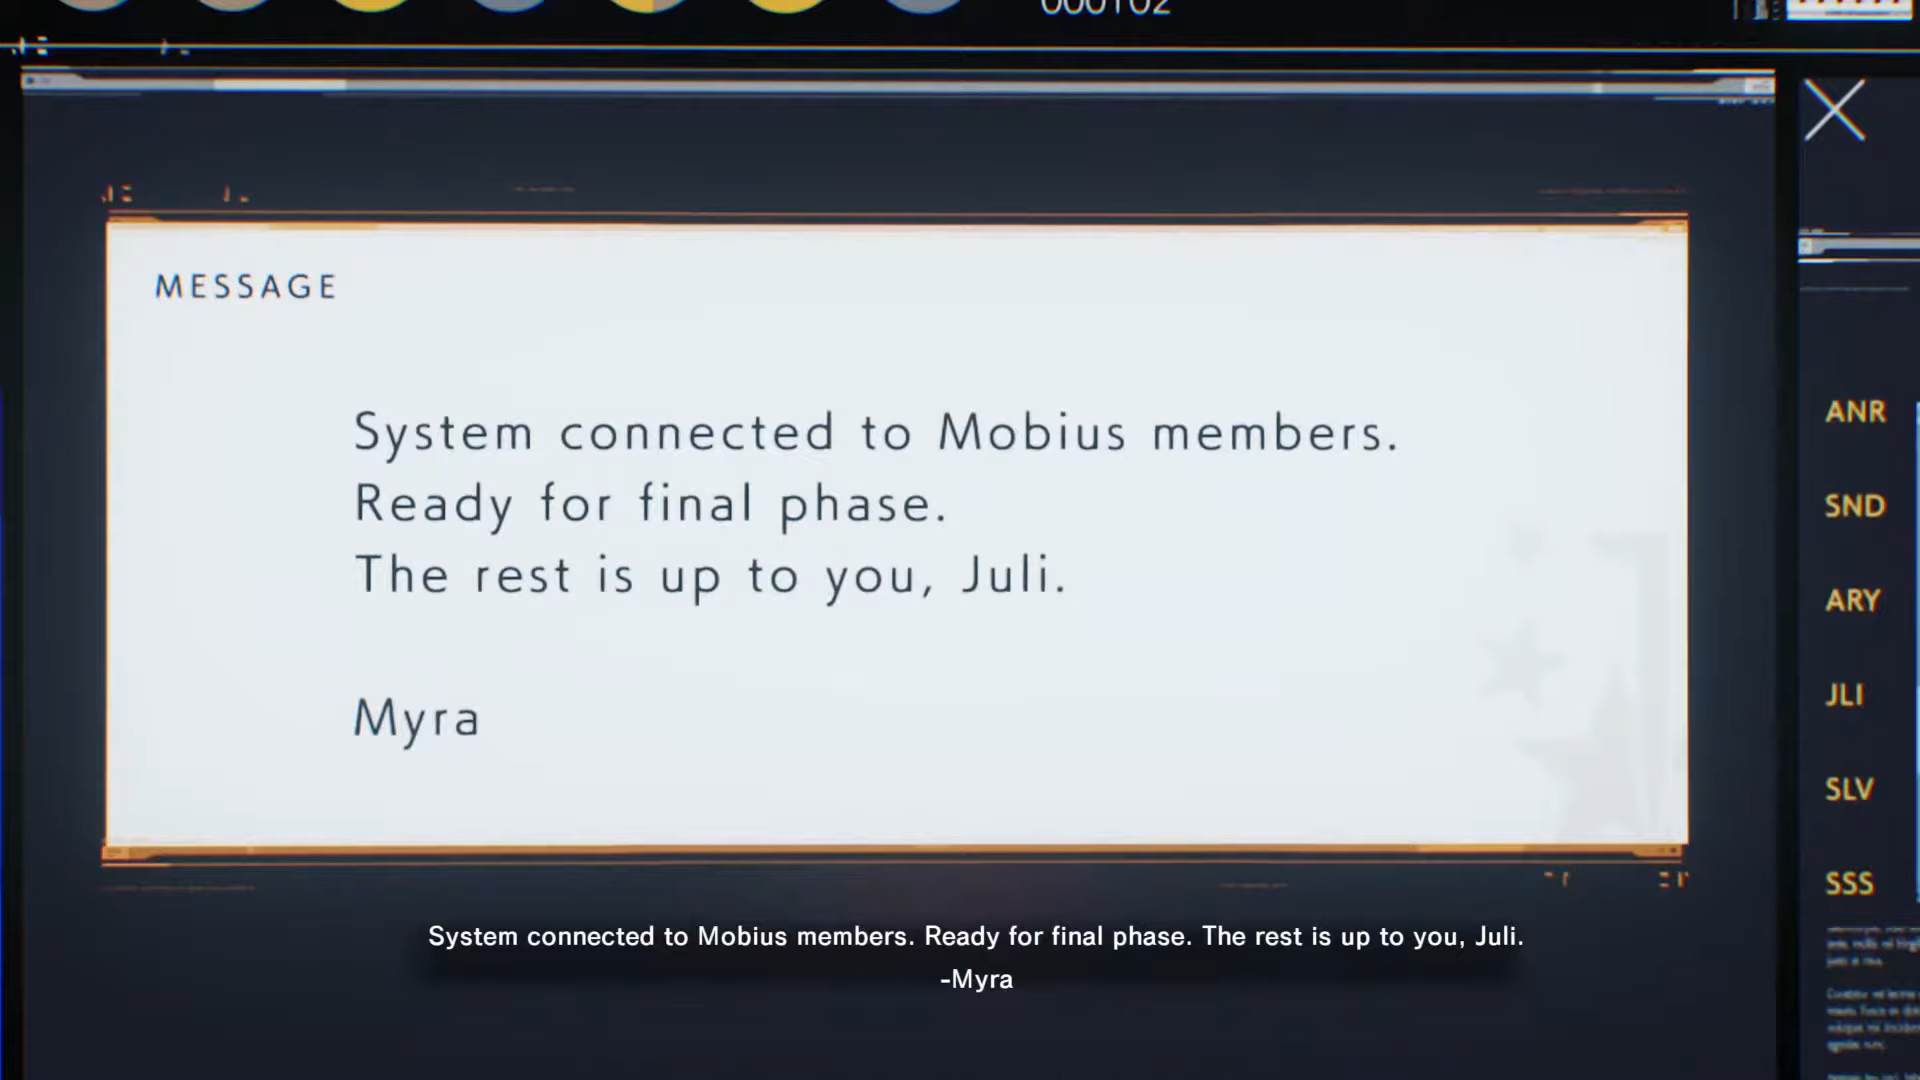 000102
MESSAGE
System connected to Mobius members.
Ready for final phase.
The rest is up to you, Juli.
Myra
ANR
SND
ARY
JLI
SLV
SSS
System connected to Mobius members. Ready for final phase. The rest is up to you, Juli.
-Myra